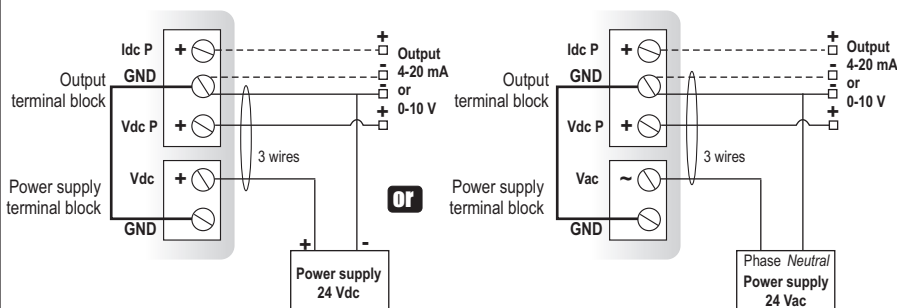 Idc P
+
GND
Output
terminal block
Vdc P
+
+
-
-
+
Output
4-20 mA
or
0-10 V
3 wires
Power supply
terminal block
Vdc
+
GND
+ -
Power supply
24 Vdc
or
Idc P
+
GND
Output
terminal block
Vdc P
+
+
-
-
+
Output
4-20 mA
or
0-10 V
3 wires
Power supply
terminal block
Vac
~
GND
Phase Neutral
Power supply
24 Vac